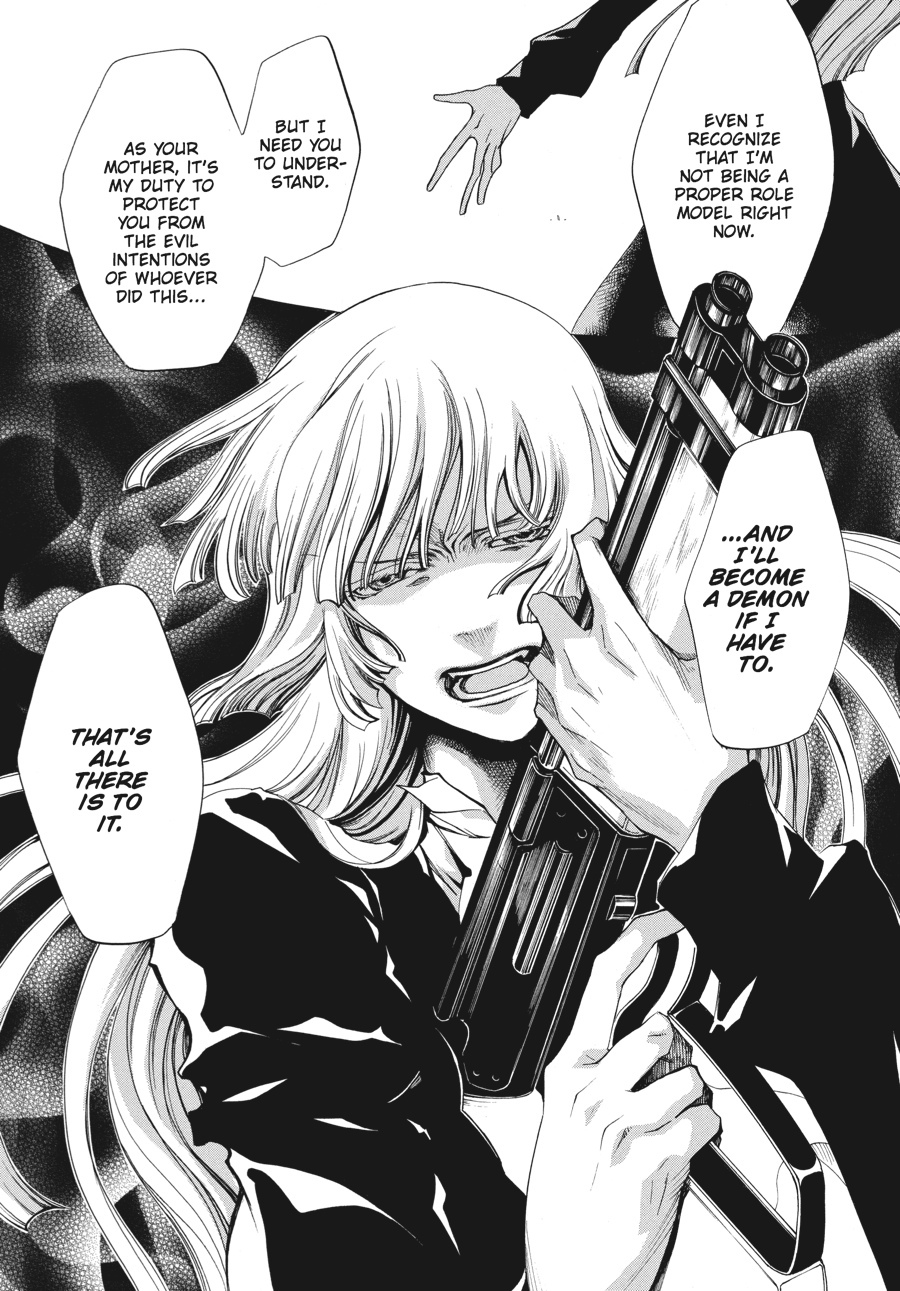 EVEN I
RECOGNIZE
THAT I'M
NOT BEING A
PROPER ROLE
MODEL RIGHT
NOW.
BUT I
NEED YOU
TO UNDER-
STAND.
AS YOUR
MOTHER, IT'S
MY DUTY TO
PROTECT
YOU FROM
THE EVIL
INTENTIONS
OF WHOEVER
DID THIS...
...AND
I'LL
BECOME
A DEMON
IF I
HAVE
TO.
THAT'S
ALL
THERE
IS TO
IT.